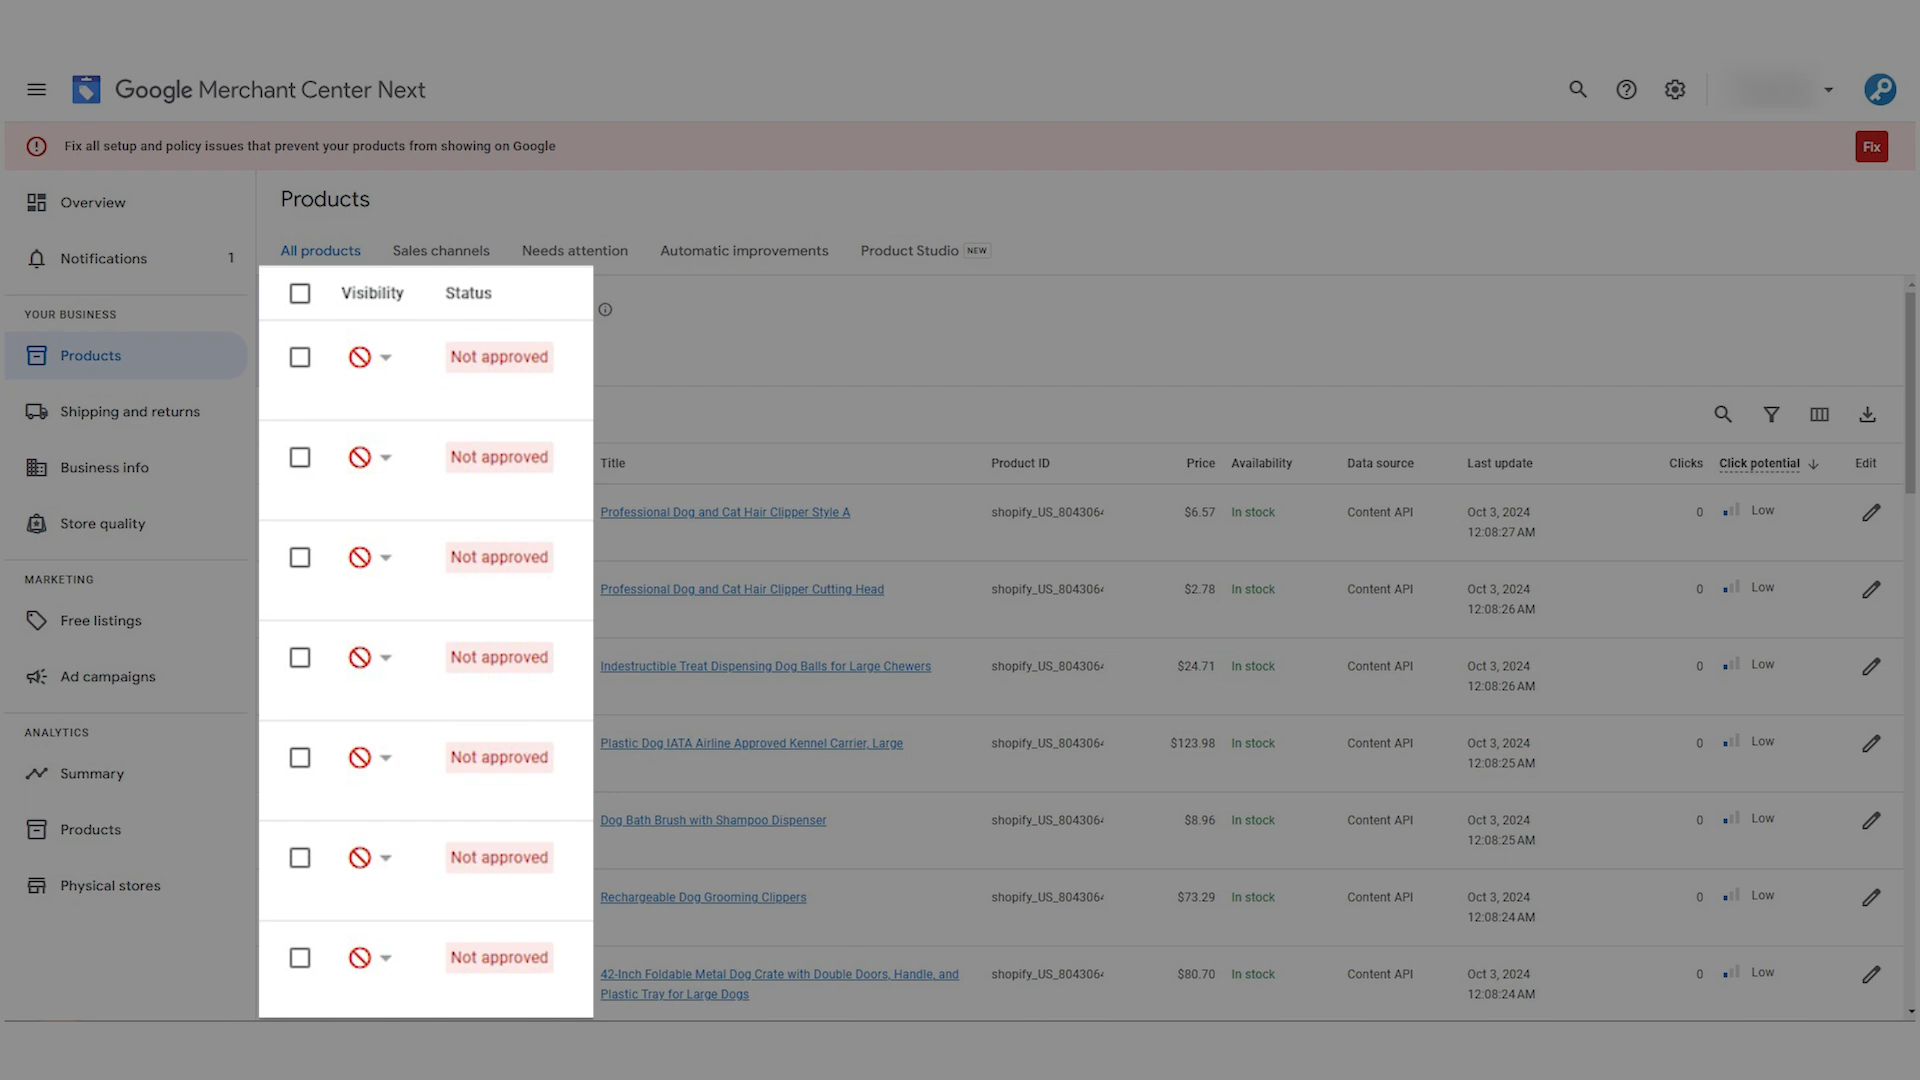 Google Merchant Center Next
Fix all setup and policy issues that prevent your products from showing on Google
Fix
Overview
Notifications 1
YOUR BUSINESS
Products
Shipping and returns
Business info
Store quality
MARKETING
Free listings
Ad campaigns
ANALYTICS
Summary
Products
Physical stores
Products
All products Sales channels Needs attention Automatic improvements Product Studio NEW
Visibility Status
Not approved
Not approved
Not approved
Not approved
Not approved
Not approved
Not approved
Title Product ID Price Availability Data source Last update Clicks Click potential Edit
Professional Dog and Cat Hair Clipper Style A shopify_US_804306 $6.57 In stock Content API Oct 3, 2024 0 Low
12:08:27 AM
Professional Dog and Cat Hair Clipper Cutting Head shopify_US_804306 $2.78 In stock Content API Oct 3, 2024 0 Low
12:08:26 AM
Indestructible Treat Dispensing Dog Balls for Large Chewers shopify_US_804306 $24.71 In stock Content API Oct 3, 2024 0 Low
12:08:26 AM
Plastic Dog IATA Airline Approved Kennel Carrier, Large shopify_US_804306 $123.98 In stock Content API Oct 3, 2024 0 Low
12:08:25 AM
Dog Bath Brush with Shampoo Dispenser shopify_US_804306 $8.96 In stock Content API Oct 3, 2024 0 Low
12:08:25 AM
Rechargeable Dog Grooming Clippers shopify_US_804306 $73.29 In stock Content API Oct 3, 2024 0 Low
12:08:24 AM
42-Inch Foldable Metal Dog Crate with Double Doors, Handle, and shopify_US_804306 $80.70 In stock Content API Oct 3, 2024 0 Low
Plastic Tray for Large Dogs 12:08:24 AM